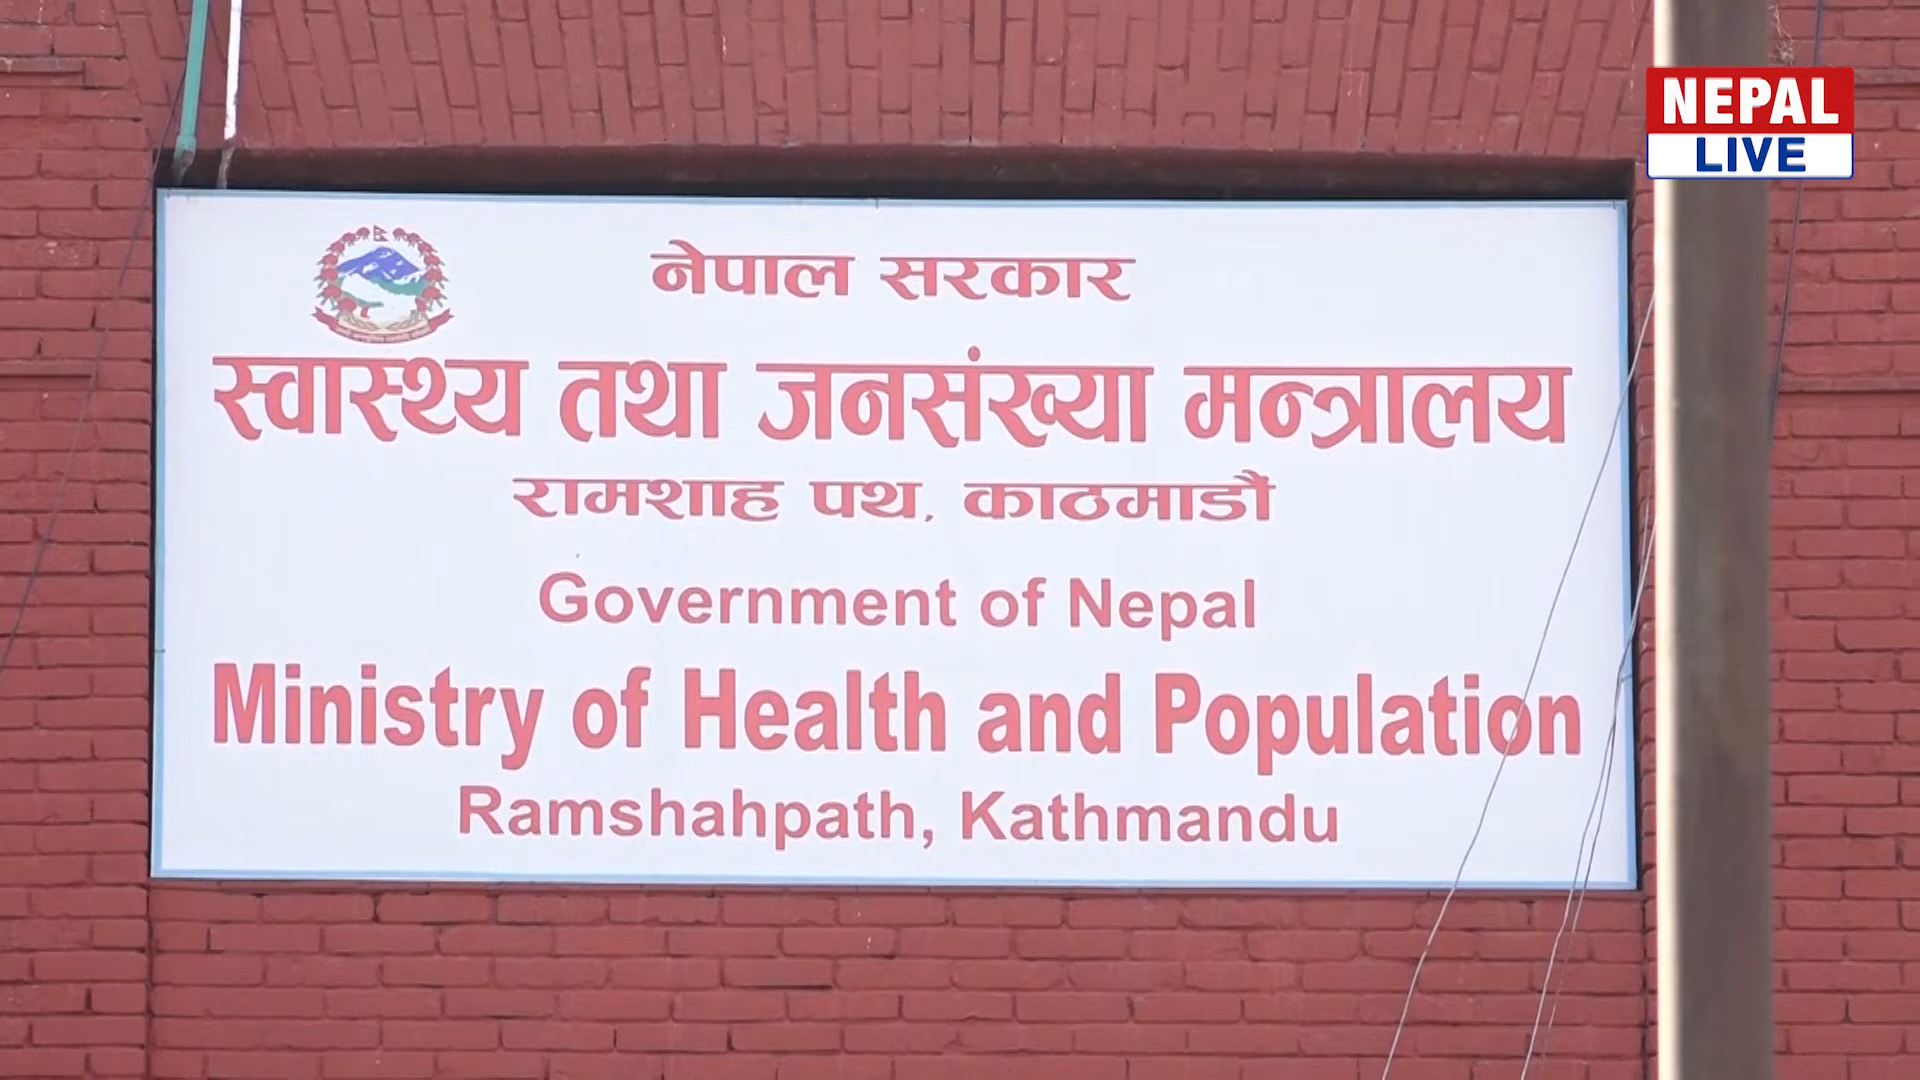 NEPAL
LIVE
नेपाल सरकार
स्वास्थ्य तथा जनसंख्या मन्त्रालय
रामशाह पथ, काठमाडौं
Government of Nepal
Ministry of Health and Population
Ramshahpath, Kathmandu